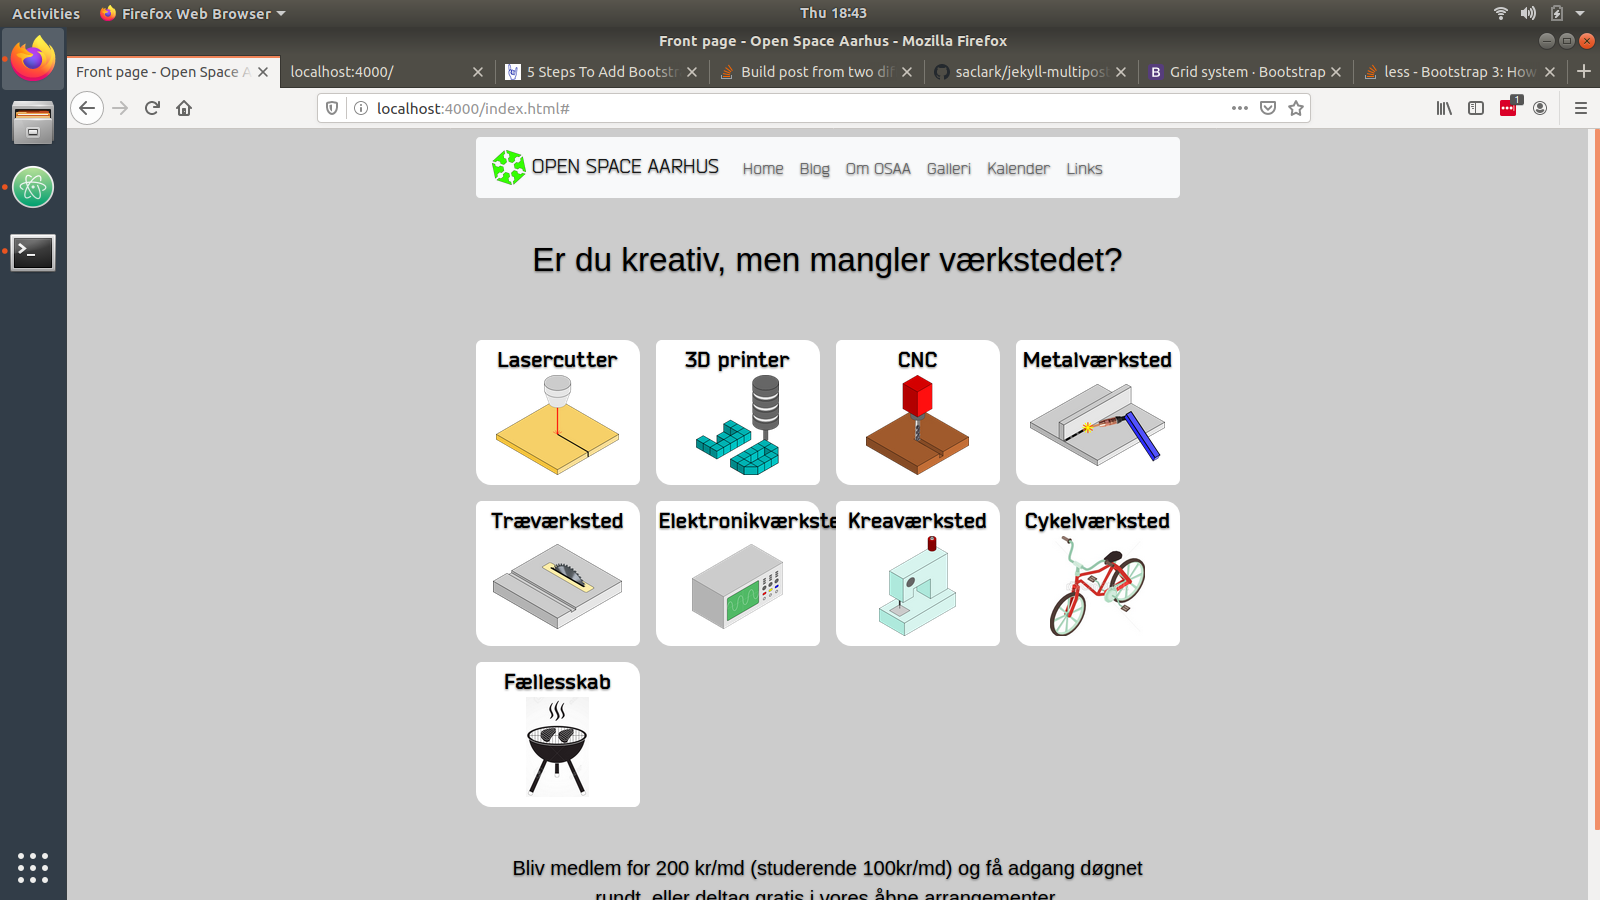 Activities Firefox Web Browser Thu 18:43
Front page - Open Space Aarhus - Mozilla Firefox
Front page - Open Space A localhost:4000/ 5 Steps To Add Bootstr Build post from two dif saclark/jekyll-multipost Grid system · Bootstrap less - Bootstrap 3: How
localhost:4000/index.html# 1
OPEN SPACE AARHUS Home Blog Om OSAA Galleri Kalender Links
Er du kreativ, men mangler værkstedet?
Lasercutter 3D printer CNC Metalværksted
Træværksted Elektronikværkste Kreaværksted Cykelværksted
Fællesskab
Bliv medlem for 200 kr/md (studerende 100kr/md) og få adgang døgnet
rundt, eller deltag gratis i vores åbne arrangementer